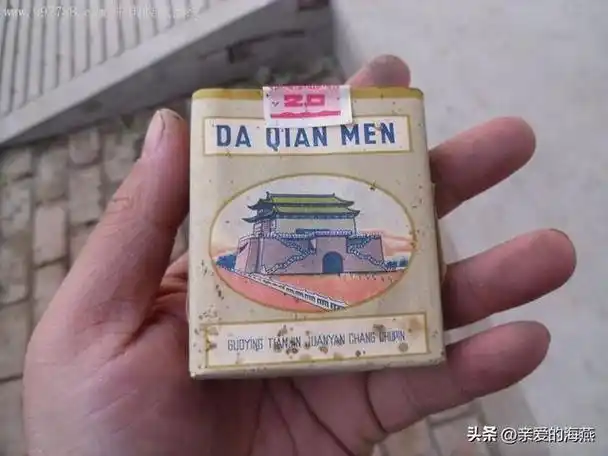 20
DA QIAN MEN
GUOYING TIANJIN JUANYAN CHANG CHUPIN
头条 @亲爱的海燕